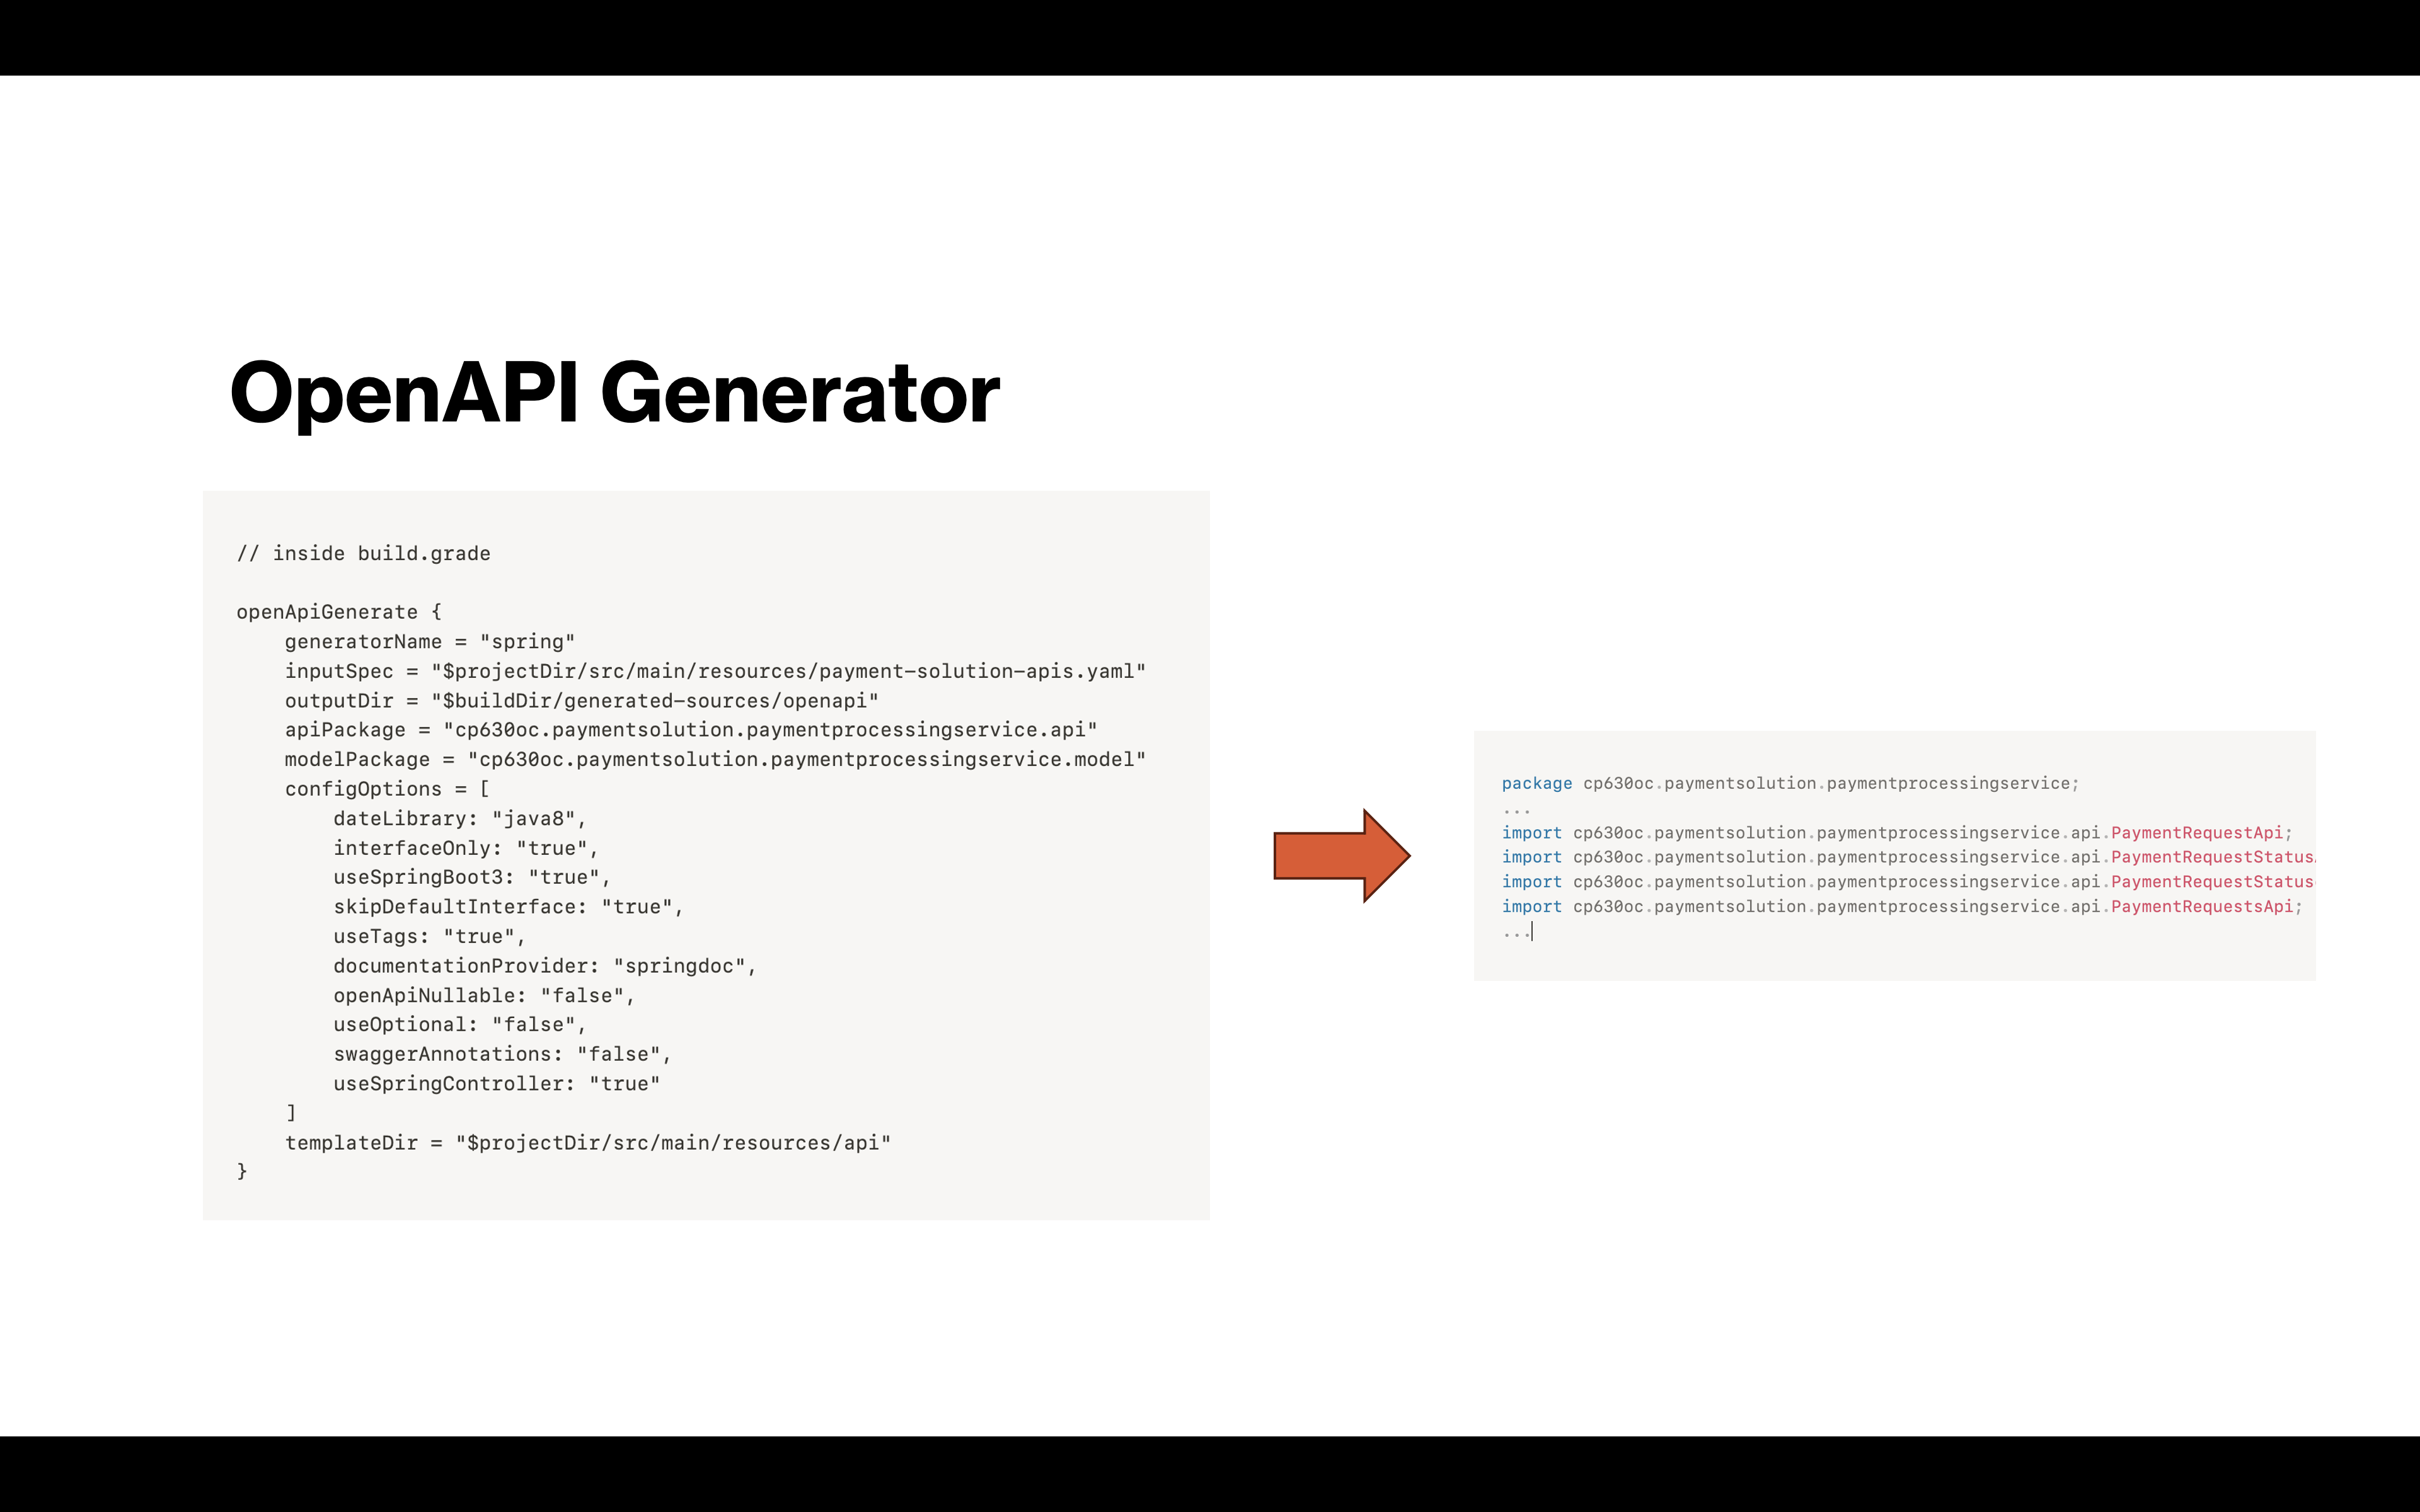 OpenAPI Generator
// inside build.grade
openApiGenerate {
    generatorName = "spring"
    inputSpec = "$projectDir/src/main/resources/payment-solution-apis.yaml"
    outputDir = "$buildDir/generated-sources/openapi"
    apiPackage = "cp630oc.paymentsolution.paymentprocessingservice.api"
    modelPackage = "cp630oc.paymentsolution.paymentprocessingservice.model"
    configOptions = [
        dateLibrary: "java8",
        interfaceOnly: "true",
        useSpringBoot3: "true",
        skipDefaultInterface: "true",
        useTags: "true",
        documentationProvider: "springdoc",
        openApiNullable: "false",
        useOptional: "false",
        swaggerAnnotations: "false",
        useSpringController: "true"
    ]
    templateDir = "$projectDir/src/main/resources/api"
}
package cp630oc.paymentsolution.paymentprocessingservice;
...
import cp630oc.paymentsolution.paymentprocessingservice.api.PaymentRequestApi;
import cp630oc.paymentsolution.paymentprocessingservice.api.PaymentRequestStatus
import cp630oc.paymentsolution.paymentprocessingservice.api.PaymentRequestStatus
import cp630oc.paymentsolution.paymentprocessingservice.api.PaymentRequestsApi;
...